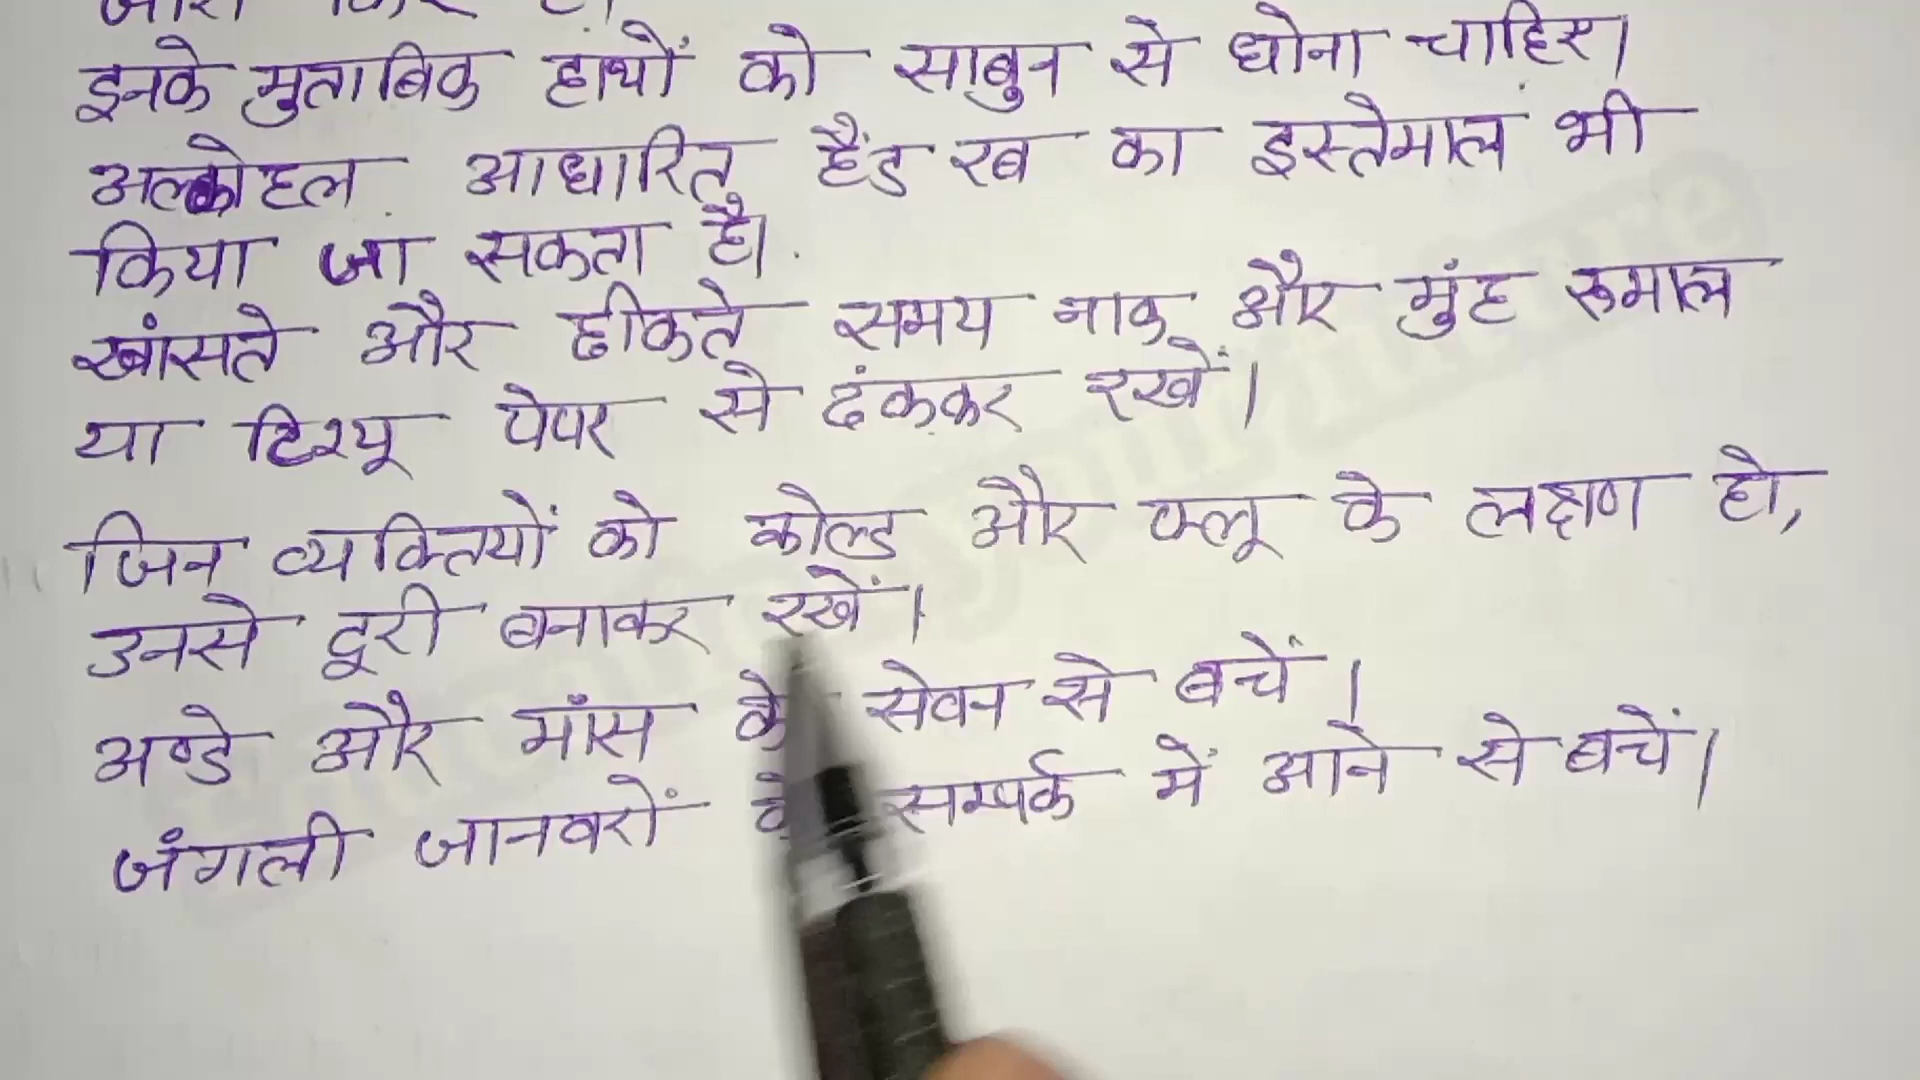 जारी किए हैं।
इनके मुताबिक हांथों को साबुन से धोना चाहिए।
अल्कोहल आधारित हैंड रब का इस्तेमाल भी
किया जा सकता है।
खांसते और छीकते समय नाक और मुंह रूमाल
या टिश्यू पेपर से ढंककर रखें।
जिन व्यक्तियों को कोल्ड और फ्लू के लक्षण हो,
उनसे दूरी बनाकर रखें।
अण्डे और मांस के सेवन से बचें।
जंगली जानवरों के सम्पर्क में आने से बचें।